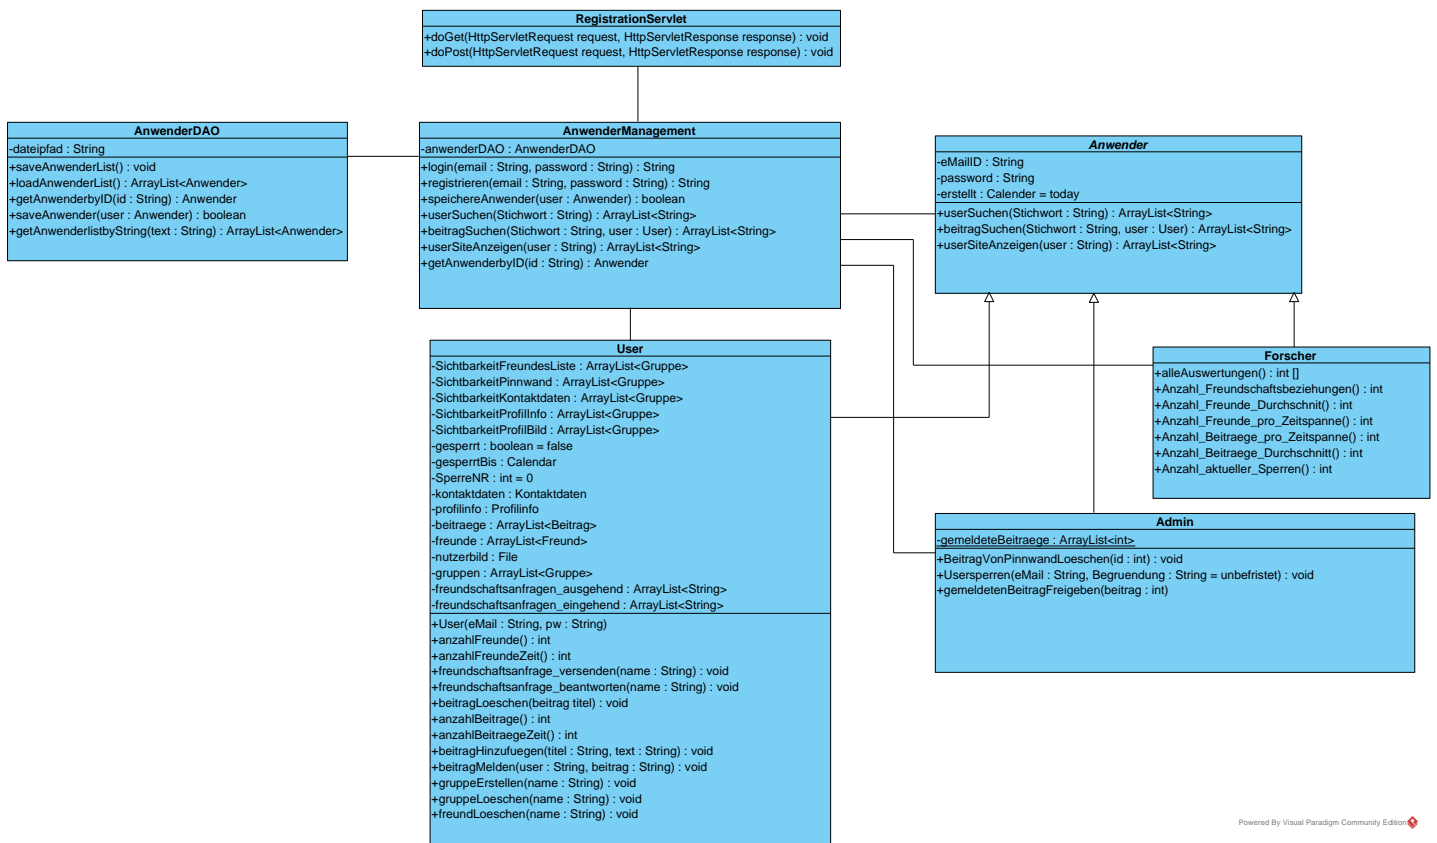 RegistrationServlet
+doGet(HttpServletRequest request, HttpServletResponse response) : void
+doPost(HttpServletRequest request, HttpServletResponse response) : void
AnwenderDAO
-dateipfad : String
+saveAnwenderList() : void
+loadAnwenderList() : ArrayList<Anwender>
+getAnwenderbyID(id : String) : Anwender
+saveAnwender(user : Anwender) : boolean
+getAnwenderlistbyString(text : String) : ArrayList<Anwender>
AnwenderManagement
-anwenderDAO : AnwenderDAO
+login(email : String, password : String) : String
+registrieren(email : String, password : String) : String
+speichereAnwender(user : Anwender) : boolean
+userSuchen(Stichwort : String) : ArrayList<String>
+beitragSuchen(Stichwort : String, user : User) : ArrayList<String>
+userSiteAnzeigen(user : String) : ArrayList<String>
+getAnwenderbyID(id : String) : Anwender
Anwender
-eMailID : String
-password : String
-erstellt : Calender = today
+userSuchen(Stichwort : String) : ArrayList<String>
+beitragSuchen(Stichwort : String, user : User) : ArrayList<String>
+userSiteAnzeigen(user : String) : ArrayList<String>
User
-SichtbarkeitFreundesListe : ArrayList<Gruppe>
-SichtbarkeitPinnwand : ArrayList<Gruppe>
-SichtbarkeitKontaktdaten : ArrayList<Gruppe>
-SichtbarkeitProfilInfo : ArrayList<Gruppe>
-SichtbarkeitProfilBild : ArrayList<Gruppe>
-gesperrt : boolean = false
-gesperrtBis : Calendar
-SperreNR : int = 0
-kontaktdaten : Kontaktdaten
-profilinfo : Profilinfo
-beitraege : ArrayList<Beitrag>
-freunde : ArrayList<Freund>
-nutzerbild : File
-gruppen : ArrayList<Gruppe>
-freundschaftsanfragen_ausgehend : ArrayList<String>
-freundschaftsanfragen_eingehend : ArrayList<String>
+User(eMail : String, pw : String)
+anzahlFreunde() : int
+anzahlFreundeZeit() : int
+freundschaftsanfrage_versenden(name : String) : void
+freundschaftsanfrage_beantworten(name : String) : void
+beitragLoeschen(beitrag titel) : void
+anzahlBeitrage() : int
+anzahlBeitraegeZeit() : int
+beitragHinzufuegen(titel : String, text : String) : void
+beitragMelden(user : String, beitrag : String) : void
+gruppeErstellen(name : String) : void
+gruppeLoeschen(name : String) : void
+freundLoeschen(name : String) : void
Forscher
+alleAuswertungen() : int []
+Anzahl_Freundschaftsbeziehungen() : int
+Anzahl_Freunde_Durchschnit() : int
+Anzahl_Freunde_pro_Zeitspanne() : int
+Anzahl_Beitraege_pro_Zeitspanne() : int
+Anzahl_Beitraege_Durchschnitt() : int
+Anzahl_aktueller_Sperren() : int
Admin
-gemeldeteBeitraege : ArrayList<int>
+BeitragVonPinnwandLoeschen(id : int) : void
+Usersperren(eMail : String, Begruendung : String = unbefristet) : void
+gemeldetenBeitragFreigeben(beitrag : int)
Powered By Visual Paradigm Community Edition